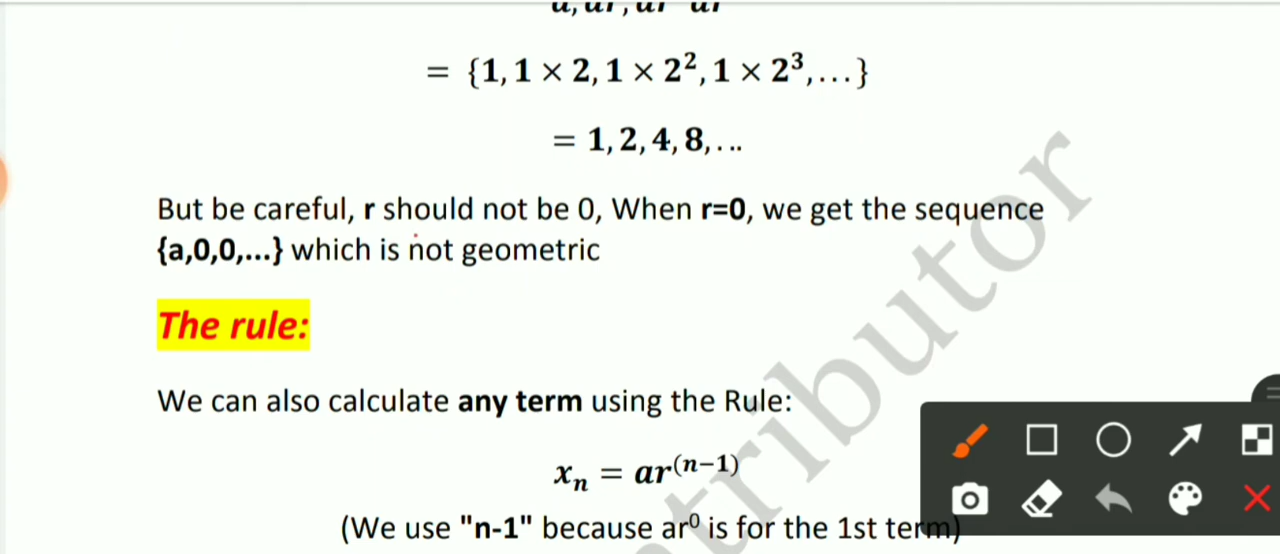 = {1, 1 × 2, 1 × 2², 1 × 2³, ...}
= 1, 2, 4, 8, ...
But be careful, r should not be 0, When r=0, we get the sequence
{a,0,0,...} which is not geometric
The rule:
We can also calculate any term using the Rule:
xₙ = ar⁽ⁿ⁻¹⁾
(We use "n-1" because ar⁰ is for the 1st term)